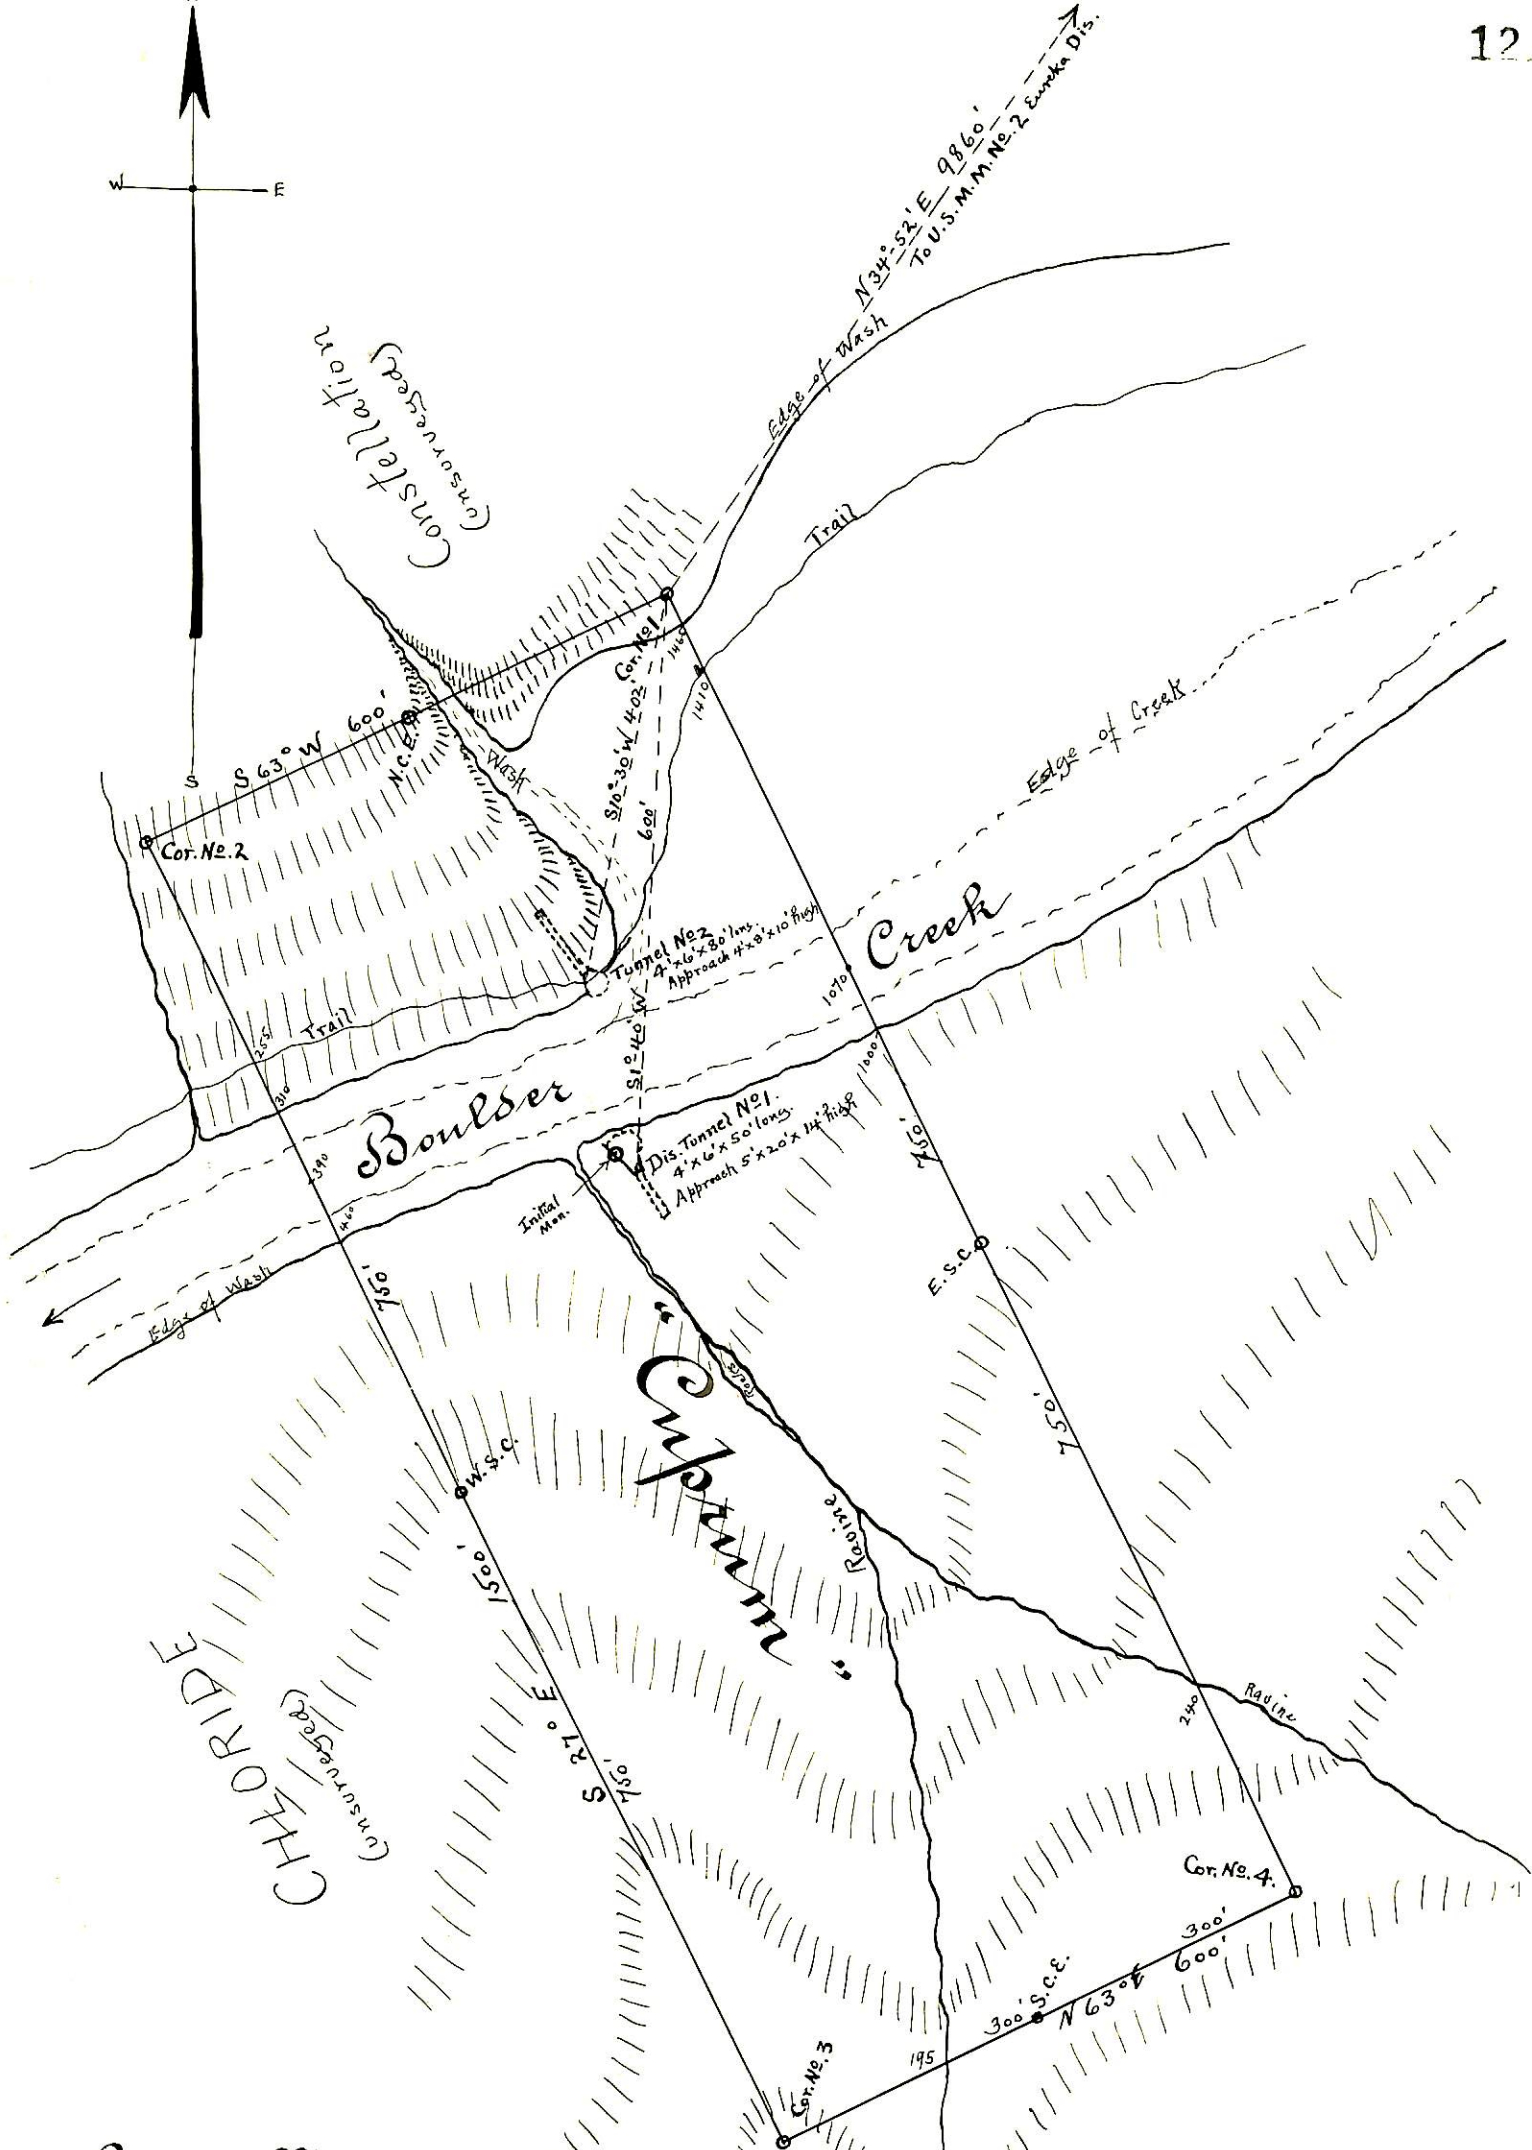 12
W E
N 34°-52' E 9860'
To U.S.M.M. No. 2 Eureka Dis.
Edge of Wash
Constellation
(unsurveyed)
Trail
Cor. No. 1
1460
1410
S 63° W 600'
N.C.E.
Wash
S10°-30'W 402'
600'
Edge of Creek
S
Cor. No. 2
Creek
Tunnel No 2
4'x6'x80' long.
Approach 4'x8'x10' high
1070
Trail
255
310
S1°-40'W
1000
Boulder
Dis. Tunnel No 1.
4'x6'x50' long.
Approach 5'x20'x14' high
750'
390
Initial
Mon.
460
E.S.C.
750'
Edge of Wash
"Cuprum"
Rocks
750'
W.S.C.
Ravine
1500'
CHLORIDE
(unsurveyed)
S 27° E
750'
240
Ravine
Cor. No. 4.
300'
600'
S.C.E.
300'
N 63° E
195
Cor. No. 3